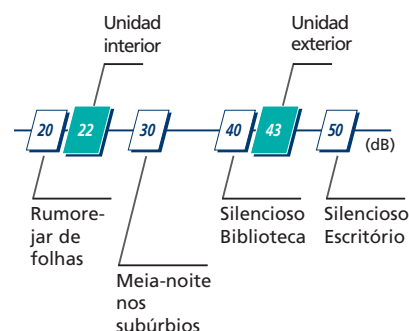 Unidad
interior
Unidad
exterior
20
22
30
40
43
50
(dB)
Rumore-
jar de
folhas
Meia-noite
nos
subúrbios
Silencioso
Biblioteca
Silencioso
Escritório